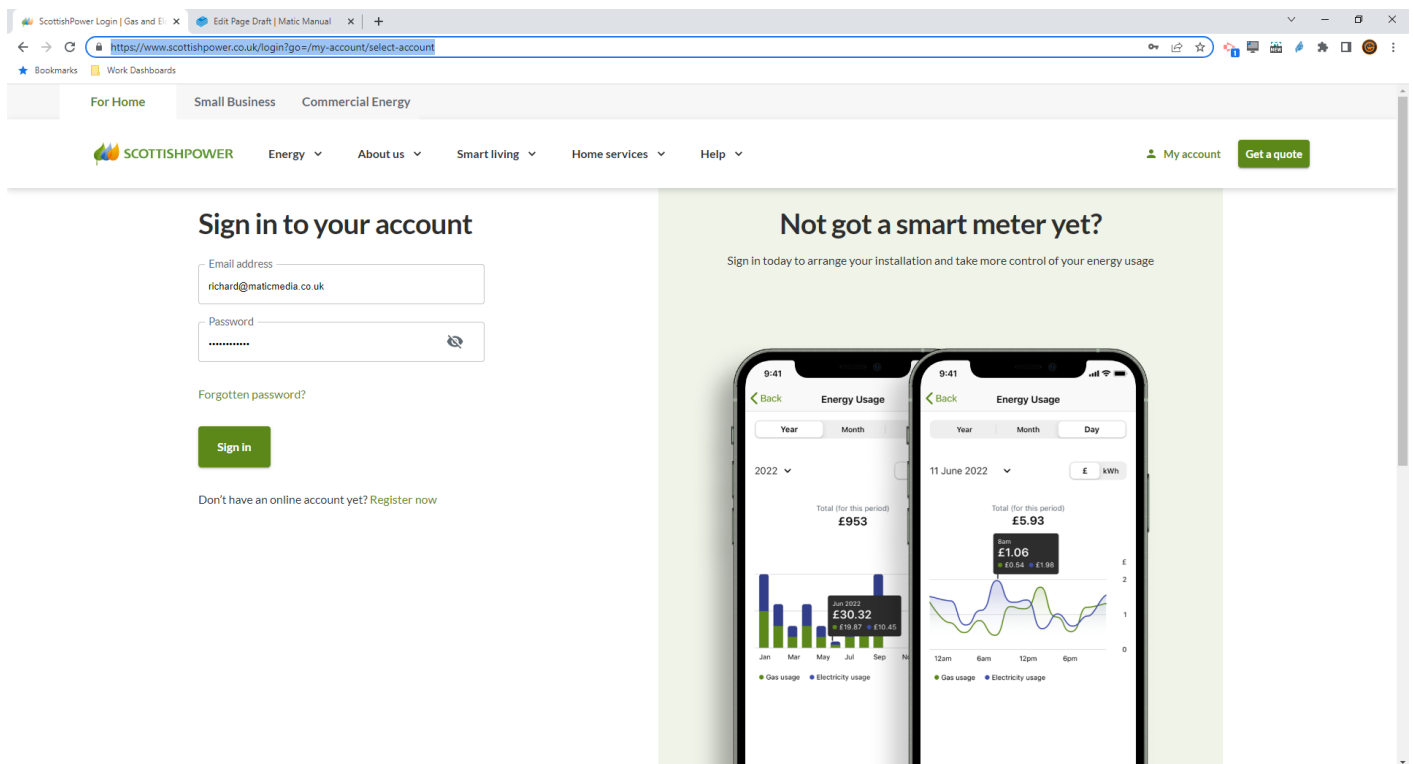 ScottishPower Login | Gas and El
Edit Page Draft | Matic Manual
https://www.scottishpower.co.uk/login?go=/my-account/select-account
1
Bookmarks
Work Dashboards
For Home
Small Business
Commercial Energy
SCOTTISHPOWER
Energy
About us
Smart living
Home services
Help
My account
Get a quote
Sign in to your account
Email address
richard@maticmedia.co.uk
Password
••••••••••••
Forgotten password?
Sign in
Don't have an online account yet? Register now
Not got a smart meter yet?
Sign in today to arrange your installation and take more control of your energy usage
9:41
Back
Energy Usage
Year
Month
2022
Total (for this period)
£953
Jun 2022
£30.32
£19.87 £10.45
Jan Mar May Jul Sep
Gas usage Electricity usage
9:41
Back
Energy Usage
Year
Month
Day
11 June 2022
£ kWh
Total (for this period)
£5.93
8am
£1.06
£0.54 £1.98
£
2
1
0
12am 6am 12pm 6pm
Gas usage Electricity usage